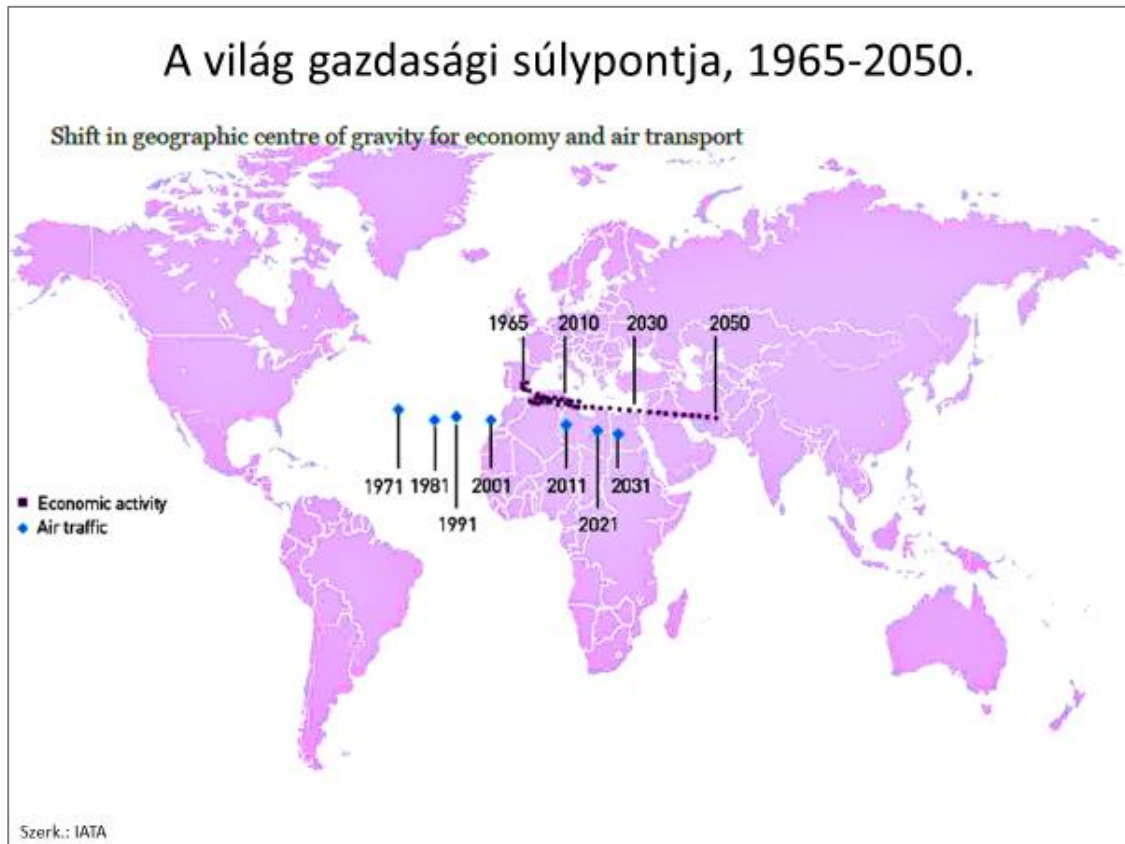 A világ gazdasági súlypontja, 1965-2050.
Shift in geographic centre of gravity for economy and air transport
1965 2010 2030 2050
1971 1981 2001 2011 2031
1991 2021
Economic activity
Air traffic
Szerk.: IATA